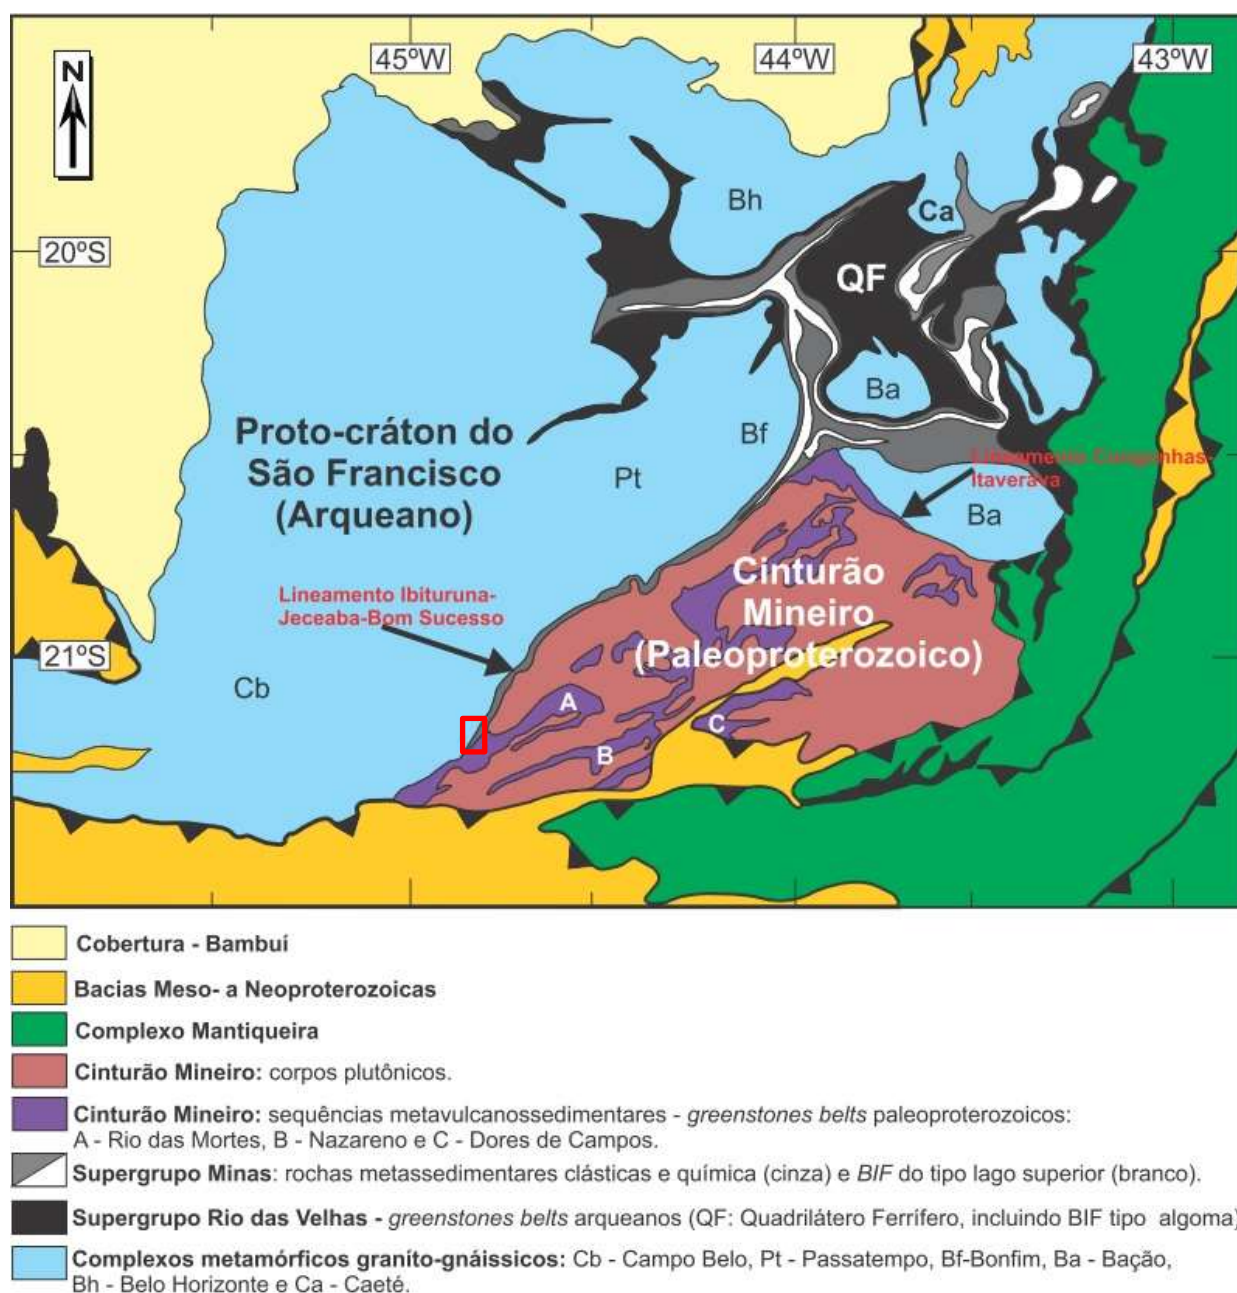 45ºW
44ºW
43ºW
N
Bh
Ca
20ºS
QF
Ba
Proto-cráton do
São Francisco
(Arqueano)
Bf
Pt
Lineamento Congonhas-
Itaverava
Ba
Cinturão
Mineiro
(Paleoproterozoico)
Lineamento Ibituruna-
Jeceaba-Bom Sucesso
21ºS
Cb
A
B
C
Cobertura - Bambuí
Bacias Meso- a Neoproterozoicas
Complexo Mantiqueira
Cinturão Mineiro: corpos plutônicos.
Cinturão Mineiro: sequências metavulcanossedimentares - greenstones belts paleoproterozoicos:
A - Rio das Mortes, B - Nazareno e C - Dores de Campos.
Supergrupo Minas: rochas metassedimentares clásticas e química (cinza) e BIF do tipo lago superior (branco).
Supergrupo Rio das Velhas - greenstones belts arqueanos (QF: Quadrilátero Ferrífero, incluindo BIF tipo algoma)
Complexos metamórficos graníto-gnáissicos: Cb - Campo Belo, Pt - Passatempo, Bf-Bonfim, Ba - Bação,
Bh - Belo Horizonte e Ca - Caeté.